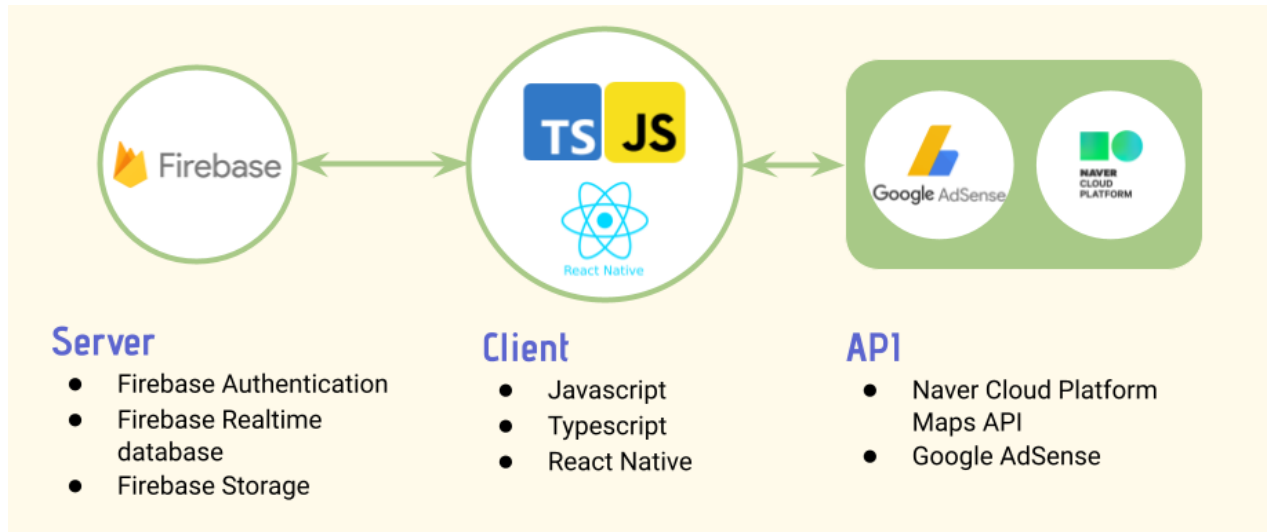 Firebase
TS JS
React Native
Google AdSense
NAVER
CLOUD
PLATFORM
Server
● Firebase Authentication
● Firebase Realtime
database
● Firebase Storage
Client
● Javascript
● Typescript
● React Native
API
● Naver Cloud Platform
Maps API
● Google AdSense